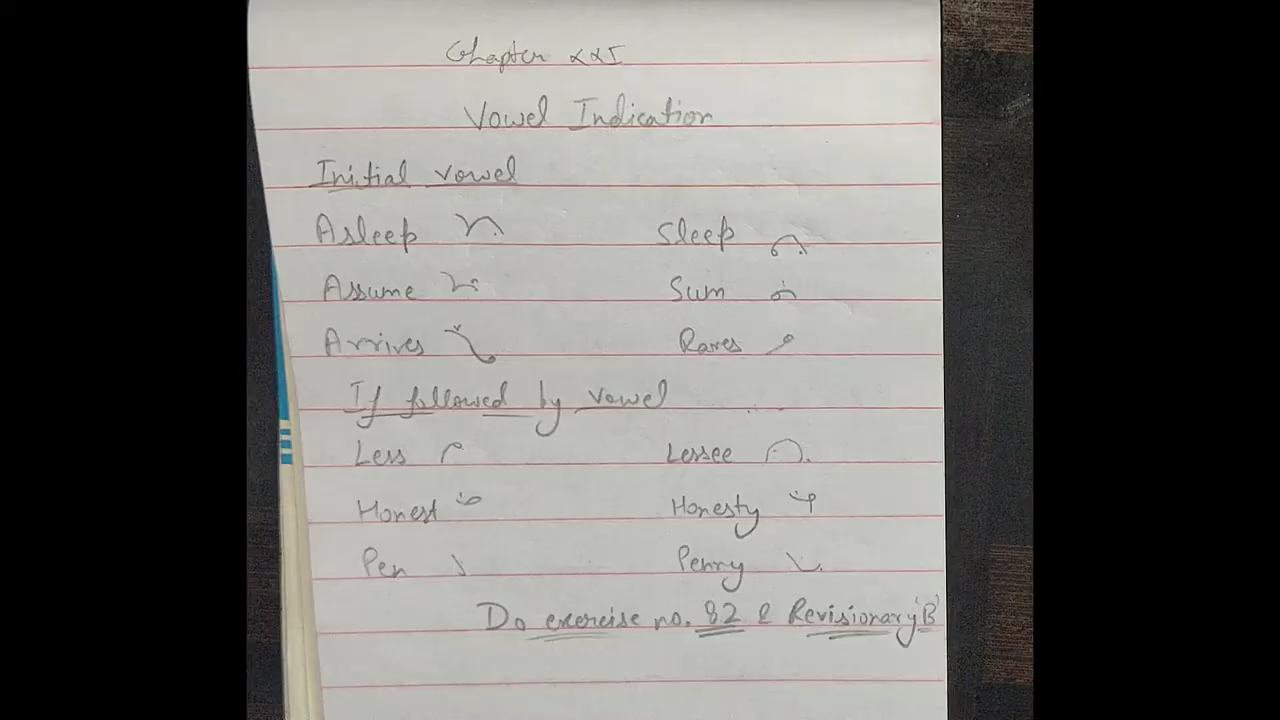 Chapter XXI
Vowel Indication
Initial vowel
Asleep Sleep
Assume Sum
Arrives Rares
If followed by vowel
Less Lessee
Honest Honesty
Pen Penny
Do exercise no. 82 & Revisionary 'B'